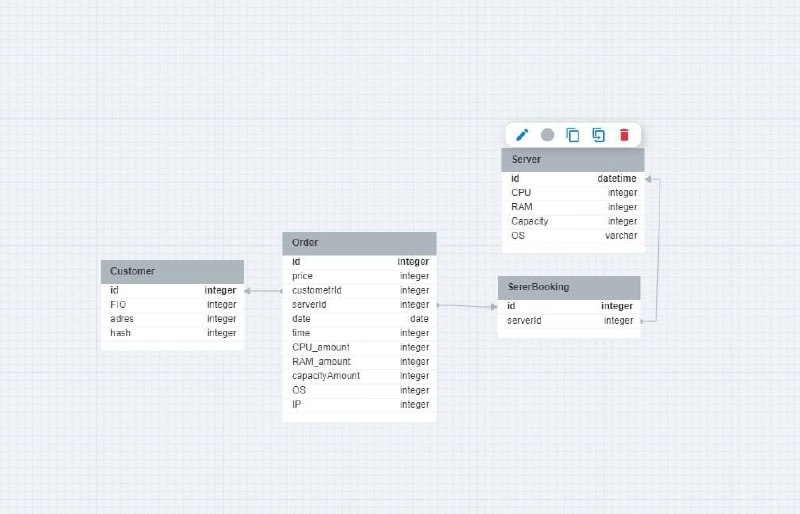 Server
id datetime
CPU integer
RAM integer
Capacity integer
OS varchar
Order
id integer
price integer
custometrId integer
serverId integer
date date
time integer
CPU_amount integer
RAM_amount integer
capacityAmount integer
OS integer
IP integer
Customer
id integer
FIO integer
adres integer
hash integer
SererBooking
id integer
serverId integer